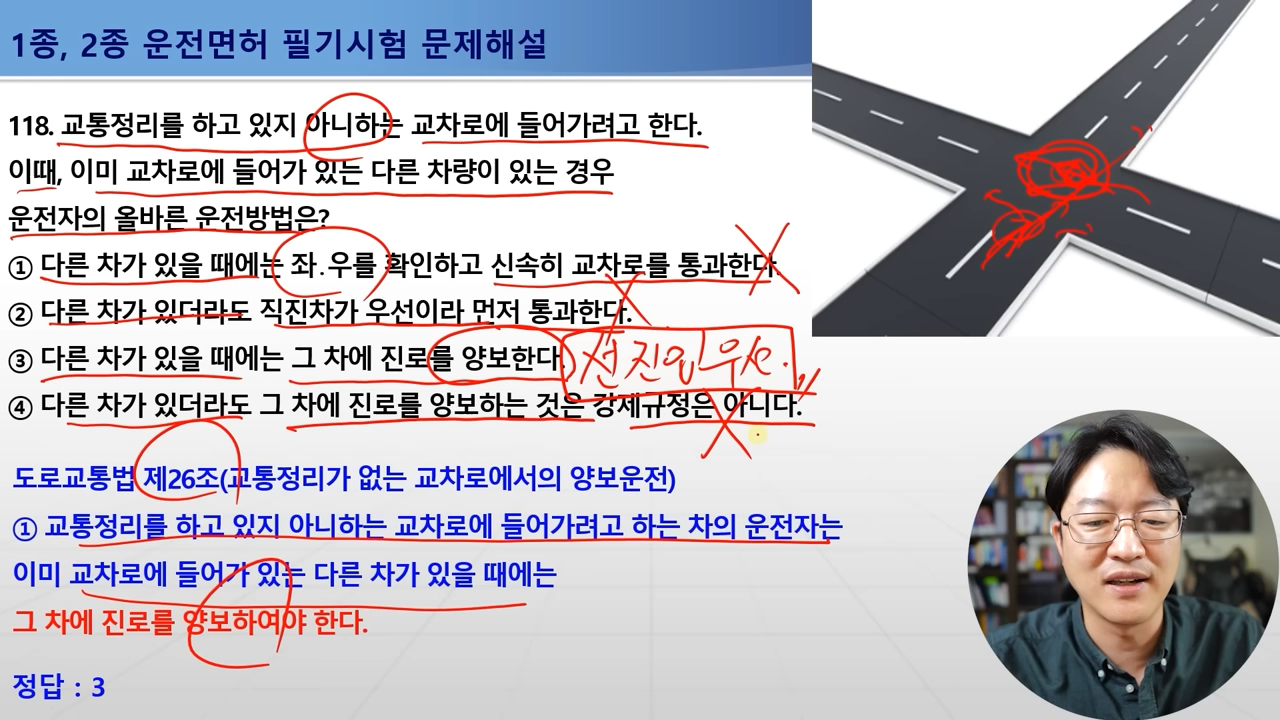 1종, 2종 운전면허 필기시험 문제해설
118. 교통정리를 하고 있지 아니하는 교차로에 들어가려고 한다.
이때, 이미 교차로에 들어가 있는 다른 차량이 있는 경우
운전자의 올바른 운전방법은?
① 다른 차가 있을 때에는 좌.우를 확인하고 신속히 교차로를 통과한다.
② 다른 차가 있더라도 직진차가 우선이라 먼저 통과한다.
③ 다른 차가 있을 때에는 그 차에 진로를 양보한다. 선진입 우선.
④ 다른 차가 있더라도 그 차에 진로를 양보하는 것은 강제규정은 아니다.
도로교통법 제26조(교통정리가 없는 교차로에서의 양보운전)
① 교통정리를 하고 있지 아니하는 교차로에 들어가려고 하는 차의 운전자는
이미 교차로에 들어가 있는 다른 차가 있을 때에는
그 차에 진로를 양보하여야 한다.
정답 : 3